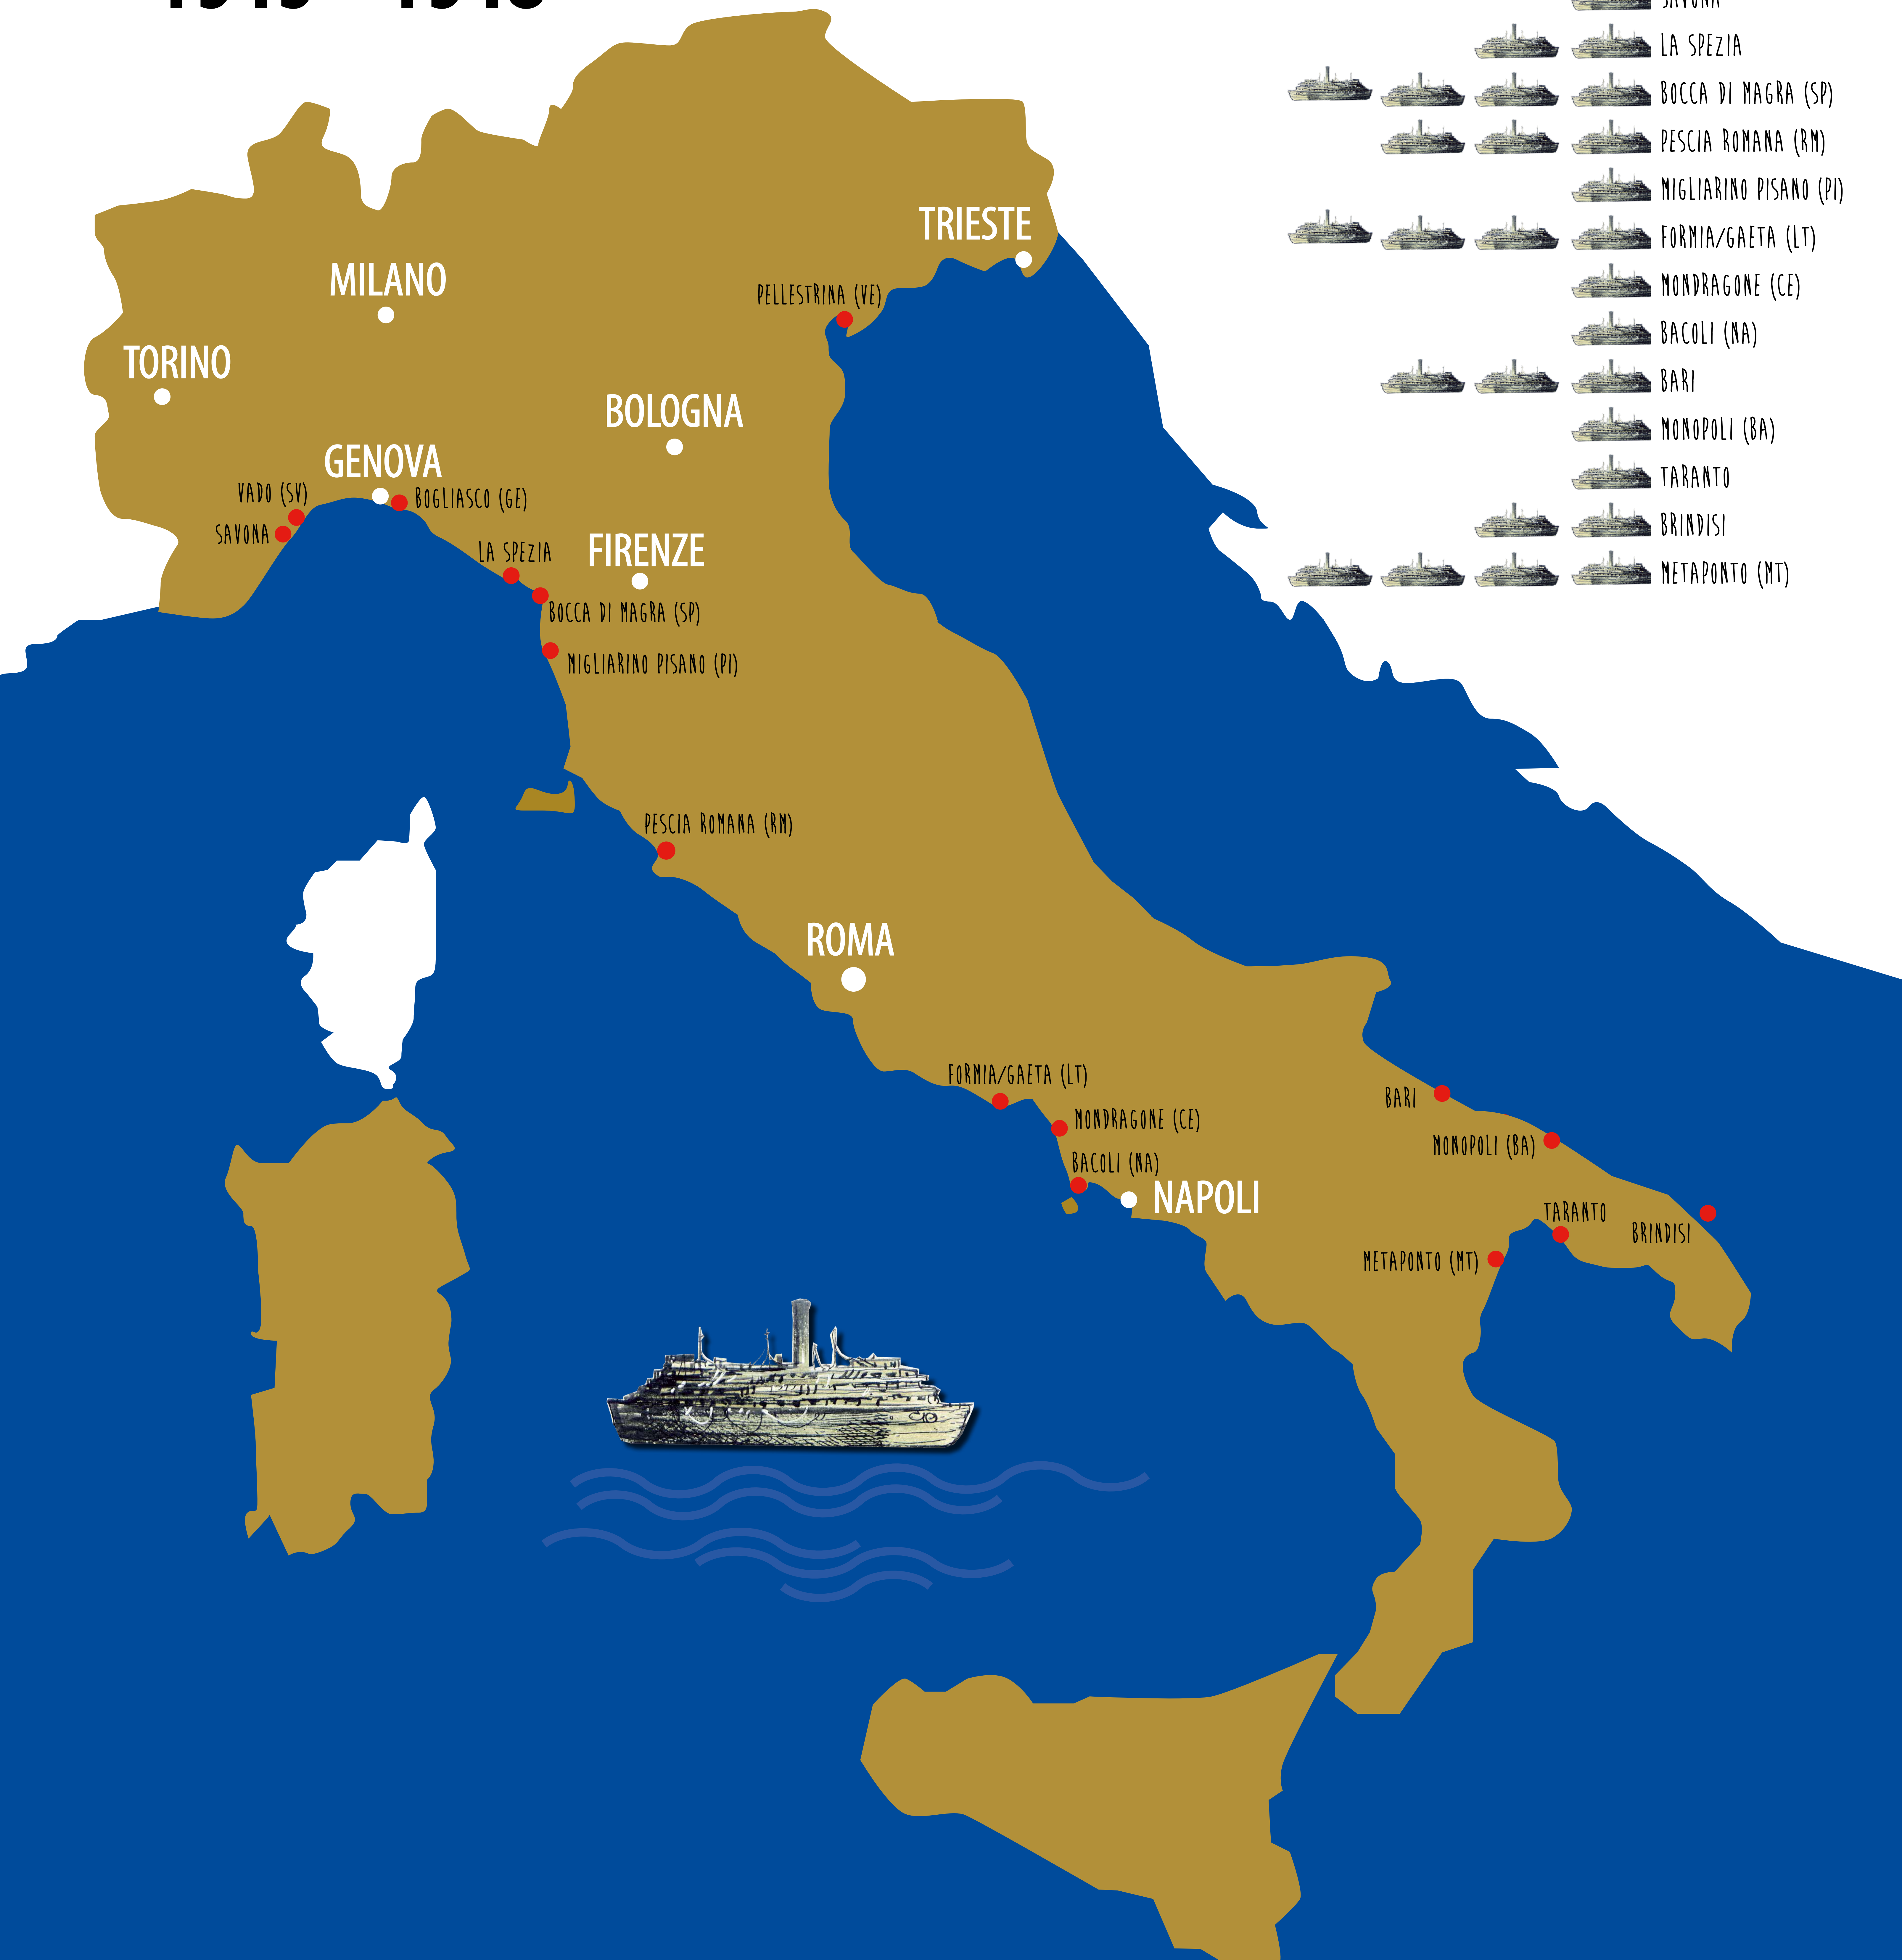 SAVONA
LA SPEZIA
BOCCA DI MAGRA (SP)
PESCIA ROMANA (RM)
MIGLIARINO PISANO (PI)
FORMIA/GAETA (LT)
MONDRAGONE (CE)
BACOLI (NA)
BARI
MONOPOLI (BA)
TARANTO
BRINDISI
METAPONTO (MT)
TRIESTE
MILANO
PELLESTRINA (VE)
TORINO
BOLOGNA
GENOVA
VADO (SV)
BOGLIASCO (GE)
SAVONA
LA SPEZIA
FIRENZE
BOCCA DI MAGRA (SP)
MIGLIARINO PISANO (PI)
PESCIA ROMANA (RM)
ROMA
FORMIA/GAETA (LT)
BARI
MONDRAGONE (CE)
MONOPOLI (BA)
BACOLI (NA)
NAPOLI
TARANTO
BRINDISI
METAPONTO (MT)